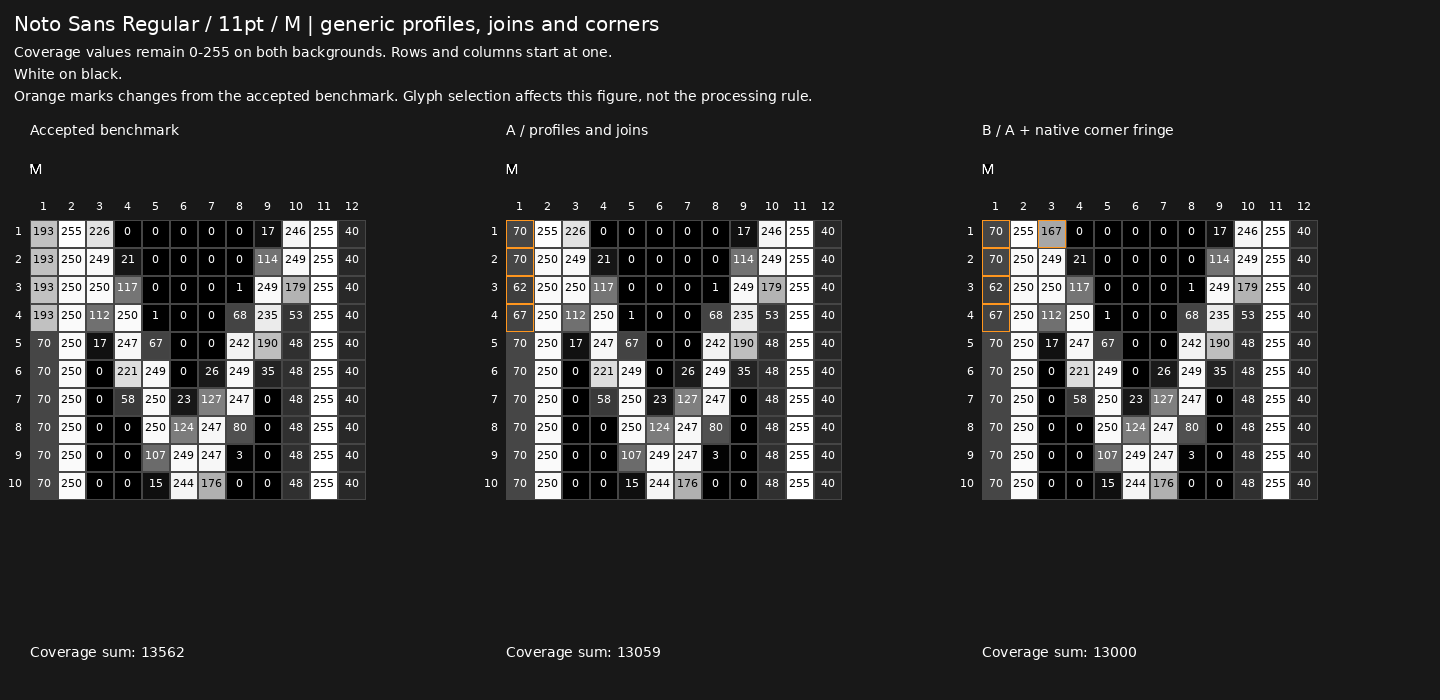 Noto Sans Regular / 11pt / M | generic profiles, joins and corners
Coverage values remain 0-255 on both backgrounds. Rows and columns start at one.
White on black.
Orange marks changes from the accepted benchmark. Glyph selection affects this figure, not the processing rule.
Accepted benchmark
M
1 2 3 4 5 6 7 8 9 10 11 12
1 193 255 226 0 0 0 0 0 17 246 255 40
2 193 250 249 21 0 0 0 0 114 249 255 40
3 193 250 250 117 0 0 0 1 249 179 255 40
4 193 250 112 250 1 0 0 68 235 53 255 40
5 70 250 17 247 67 0 0 242 190 48 255 40
6 70 250 0 221 249 0 26 249 35 48 255 40
7 70 250 0 58 250 23 127 247 0 48 255 40
8 70 250 0 0 250 124 247 80 0 48 255 40
9 70 250 0 0 107 249 247 3 0 48 255 40
10 70 250 0 0 15 244 176 0 0 48 255 40
Coverage sum: 13562
A / profiles and joins
M
1 2 3 4 5 6 7 8 9 10 11 12
1 70 255 226 0 0 0 0 0 17 246 255 40
2 70 250 249 21 0 0 0 0 114 249 255 40
3 62 250 250 117 0 0 0 1 249 179 255 40
4 67 250 112 250 1 0 0 68 235 53 255 40
5 70 250 17 247 67 0 0 242 190 48 255 40
6 70 250 0 221 249 0 26 249 35 48 255 40
7 70 250 0 58 250 23 127 247 0 48 255 40
8 70 250 0 0 250 124 247 80 0 48 255 40
9 70 250 0 0 107 249 247 3 0 48 255 40
10 70 250 0 0 15 244 176 0 0 48 255 40
Coverage sum: 13059
B / A + native corner fringe
M
1 2 3 4 5 6 7 8 9 10 11 12
1 70 255 167 0 0 0 0 0 17 246 255 40
2 70 250 249 21 0 0 0 0 114 249 255 40
3 62 250 250 117 0 0 0 1 249 179 255 40
4 67 250 112 250 1 0 0 68 235 53 255 40
5 70 250 17 247 67 0 0 242 190 48 255 40
6 70 250 0 221 249 0 26 249 35 48 255 40
7 70 250 0 58 250 23 127 247 0 48 255 40
8 70 250 0 0 250 124 247 80 0 48 255 40
9 70 250 0 0 107 249 247 3 0 48 255 40
10 70 250 0 0 15 244 176 0 0 48 255 40
Coverage sum: 13000